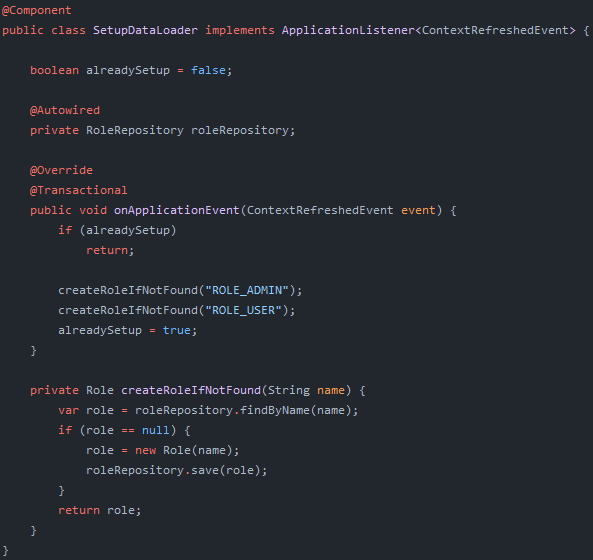 @Component
public class SetupDataLoader implements ApplicationListener<ContextRefreshedEvent> {
boolean alreadySetup = false;
@Autowired
private RoleRepository roleRepository;
@Override
@Transactional
public void onApplicationEvent(ContextRefreshedEvent event) {
if (alreadySetup)
return;
createRoleIfNotFound("ROLE_ADMIN");
createRoleIfNotFound("ROLE_USER");
alreadySetup = true;
}
private Role createRoleIfNotFound(String name) {
var role = roleRepository.findByName(name);
if (role == null) {
role = new Role(name);
roleRepository.save(role);
}
return role;
}
}